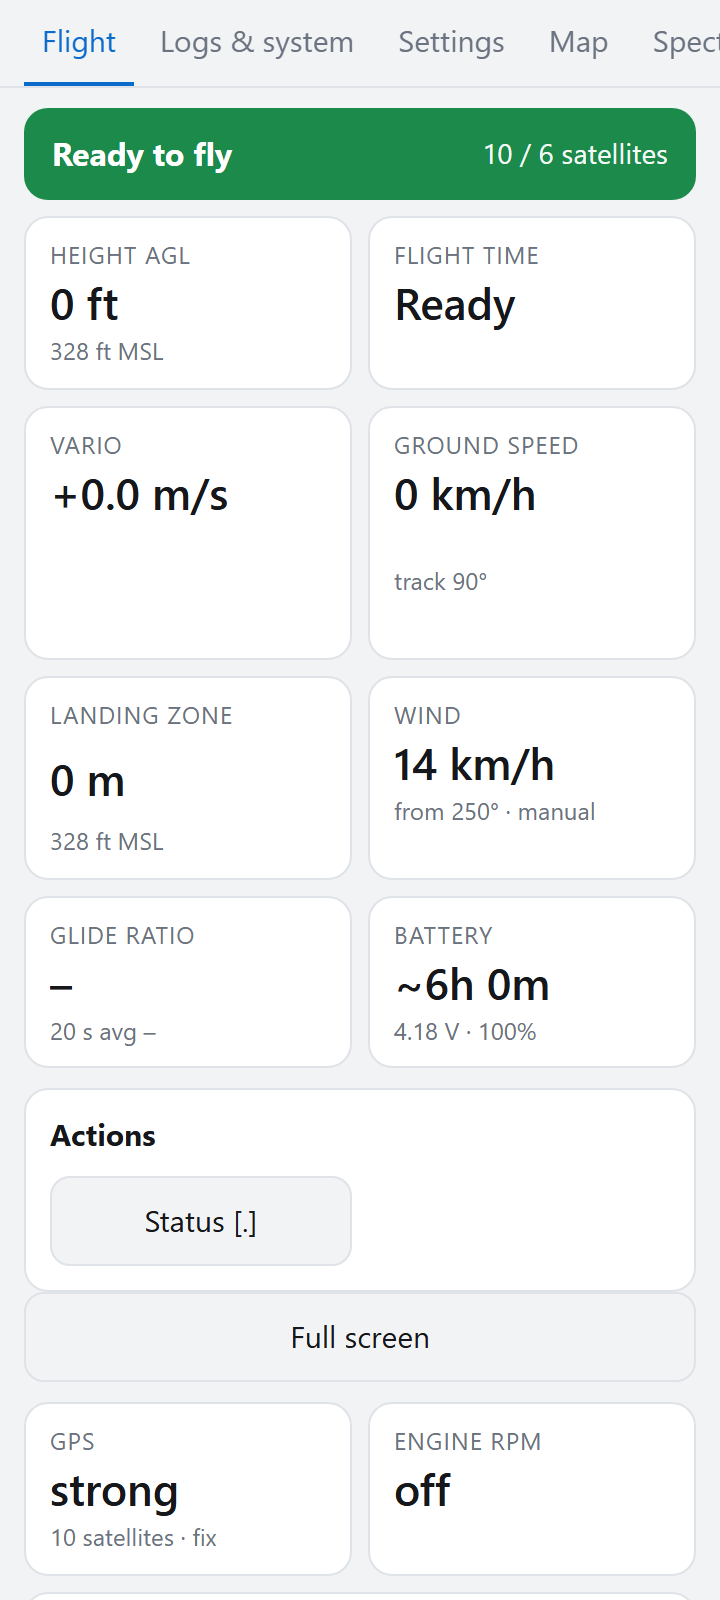 Flight Logs & system Settings Map Spect
Ready to fly 10 / 6 satellites
HEIGHT AGL
0 ft
328 ft MSL
FLIGHT TIME
Ready
VARIO
+0.0 m/s
GROUND SPEED
0 km/h
track 90°
LANDING ZONE
0 m
328 ft MSL
WIND
14 km/h
from 250° · manual
GLIDE RATIO
–
20 s avg –
BATTERY
~6h 0m
4.18 V · 100%
Actions
Status [.]
Full screen
GPS
strong
10 satellites · fix
ENGINE RPM
off